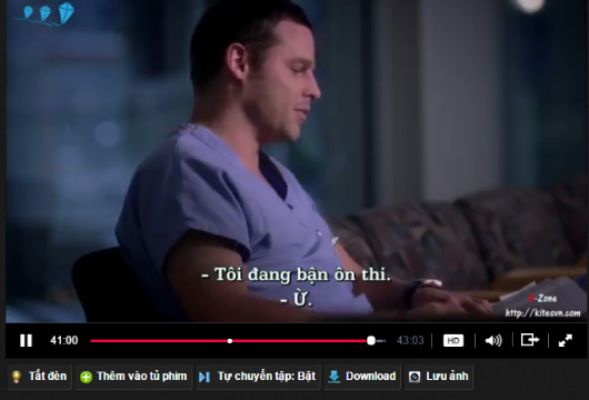 - Tôi đang bận ôn thi.
- Ừ.
-Zone
http://kitesvn.com
41:00
43:03
HD
Tắt đèn
Thêm vào tủ phim
Tự chuyển tập: Bật
Download
Lưu ảnh